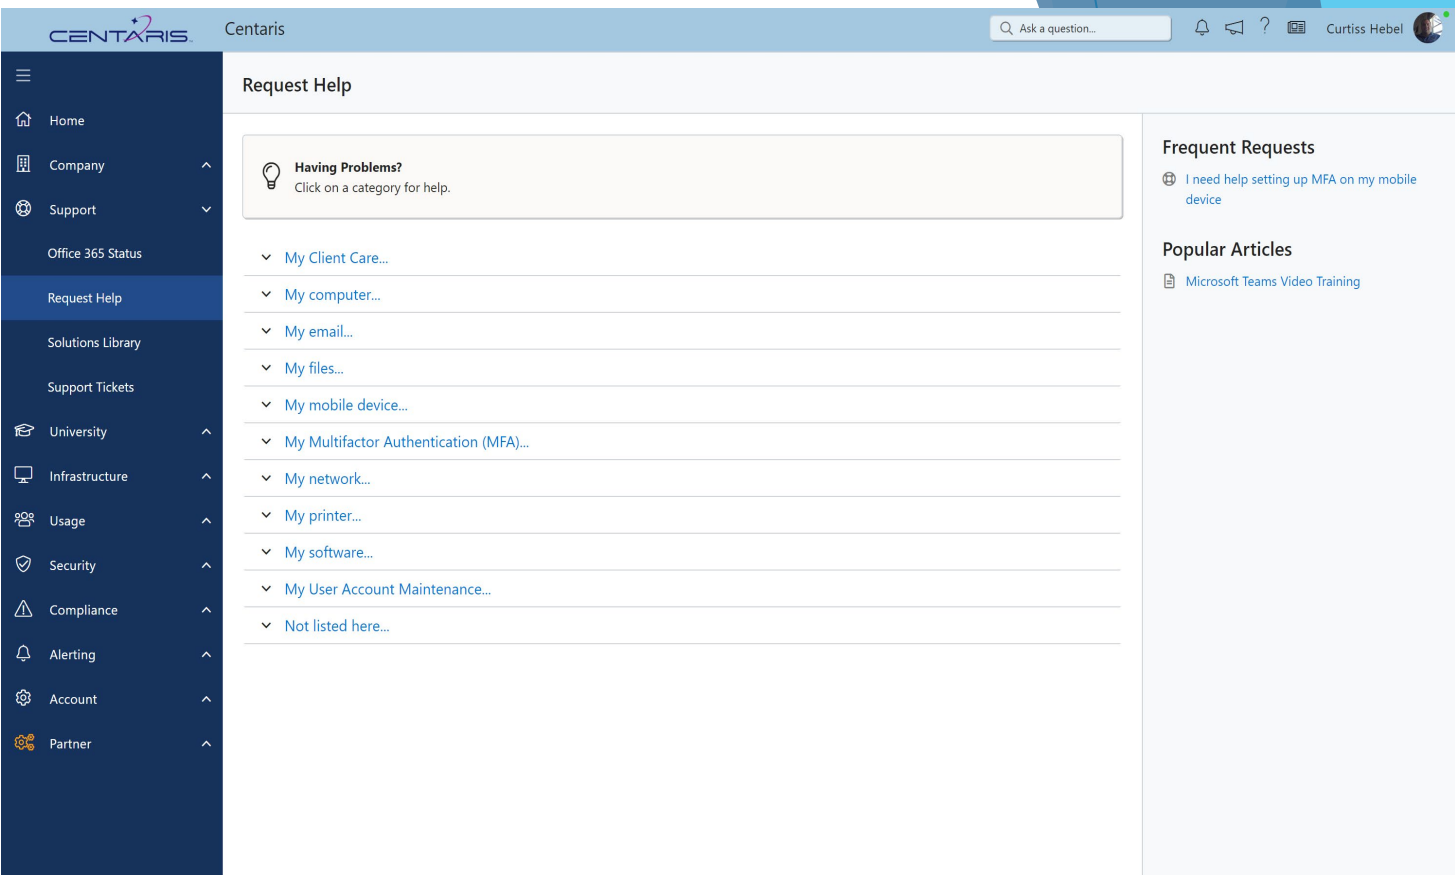 CENTARIS
Centaris
Ask a question...
?
Curtiss Hebel
Home
Company
Support
Office 365 Status
Request Help
Solutions Library
Support Tickets
University
Infrastructure
Usage
Security
Compliance
Alerting
Account
Partner
Request Help
Having Problems?
Click on a category for help.
My Client Care...
My computer...
My email...
My files...
My mobile device...
My Multifactor Authentication (MFA)...
My network...
My printer...
My software...
My User Account Maintenance...
Not listed here...
Frequent Requests
I need help setting up MFA on my mobile
device
Popular Articles
Microsoft Teams Video Training